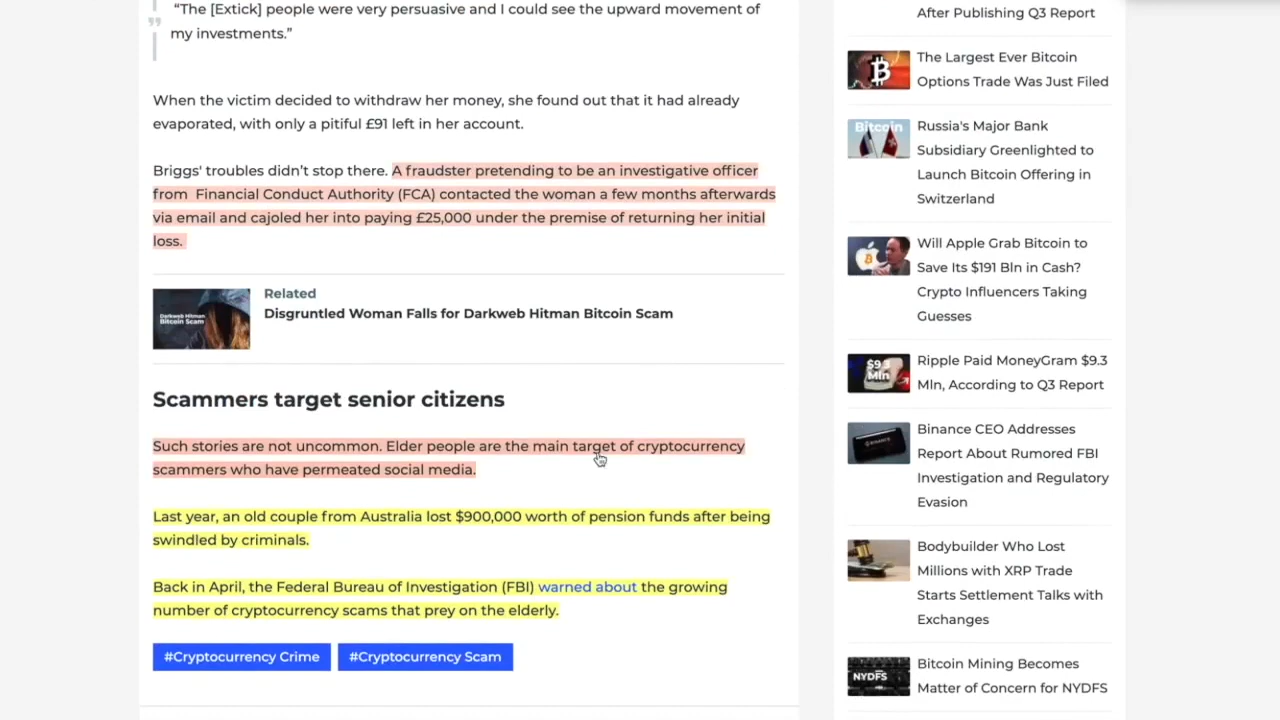 “The [Extick] people were very persuasive and I could see the upward movement of
my investments.”
When the victim decided to withdraw her money, she found out that it had already
evaporated, with only a pitiful £91 left in her account.
Briggs' troubles didn’t stop there. A fraudster pretending to be an investigative officer
from Financial Conduct Authority (FCA) contacted the woman a few months afterwards
via email and cajoled her into paying £25,000 under the premise of returning her initial
loss.
Darkweb Hitman
Bitcoin Scam
Related
Disgruntled Woman Falls for Darkweb Hitman Bitcoin Scam
Scammers target senior citizens
Such stories are not uncommon. Elder people are the main target of cryptocurrency
scammers who have permeated social media.
Last year, an old couple from Australia lost $900,000 worth of pension funds after being
swindled by criminals.
Back in April, the Federal Bureau of Investigation (FBI) warned about the growing
number of cryptocurrency scams that prey on the elderly.
#Cryptocurrency Crime
#Cryptocurrency Scam
After Publishing Q3 Report
The Largest Ever Bitcoin
Options Trade Was Just Filed
Bitcoin
Russia's Major Bank
Subsidiary Greenlighted to
Launch Bitcoin Offering in
Switzerland
Will Apple Grab Bitcoin to
Save Its $191 Bln in Cash?
Crypto Influencers Taking
Guesses
$9.3
Mln
Ripple Paid MoneyGram $9.3
Mln, According to Q3 Report
BINANCE
Binance CEO Addresses
Report About Rumored FBI
Investigation and Regulatory
Evasion
Bodybuilder Who Lost
Millions with XRP Trade
Starts Settlement Talks with
Exchanges
NYDFS
Bitcoin Mining Becomes
Matter of Concern for NYDFS